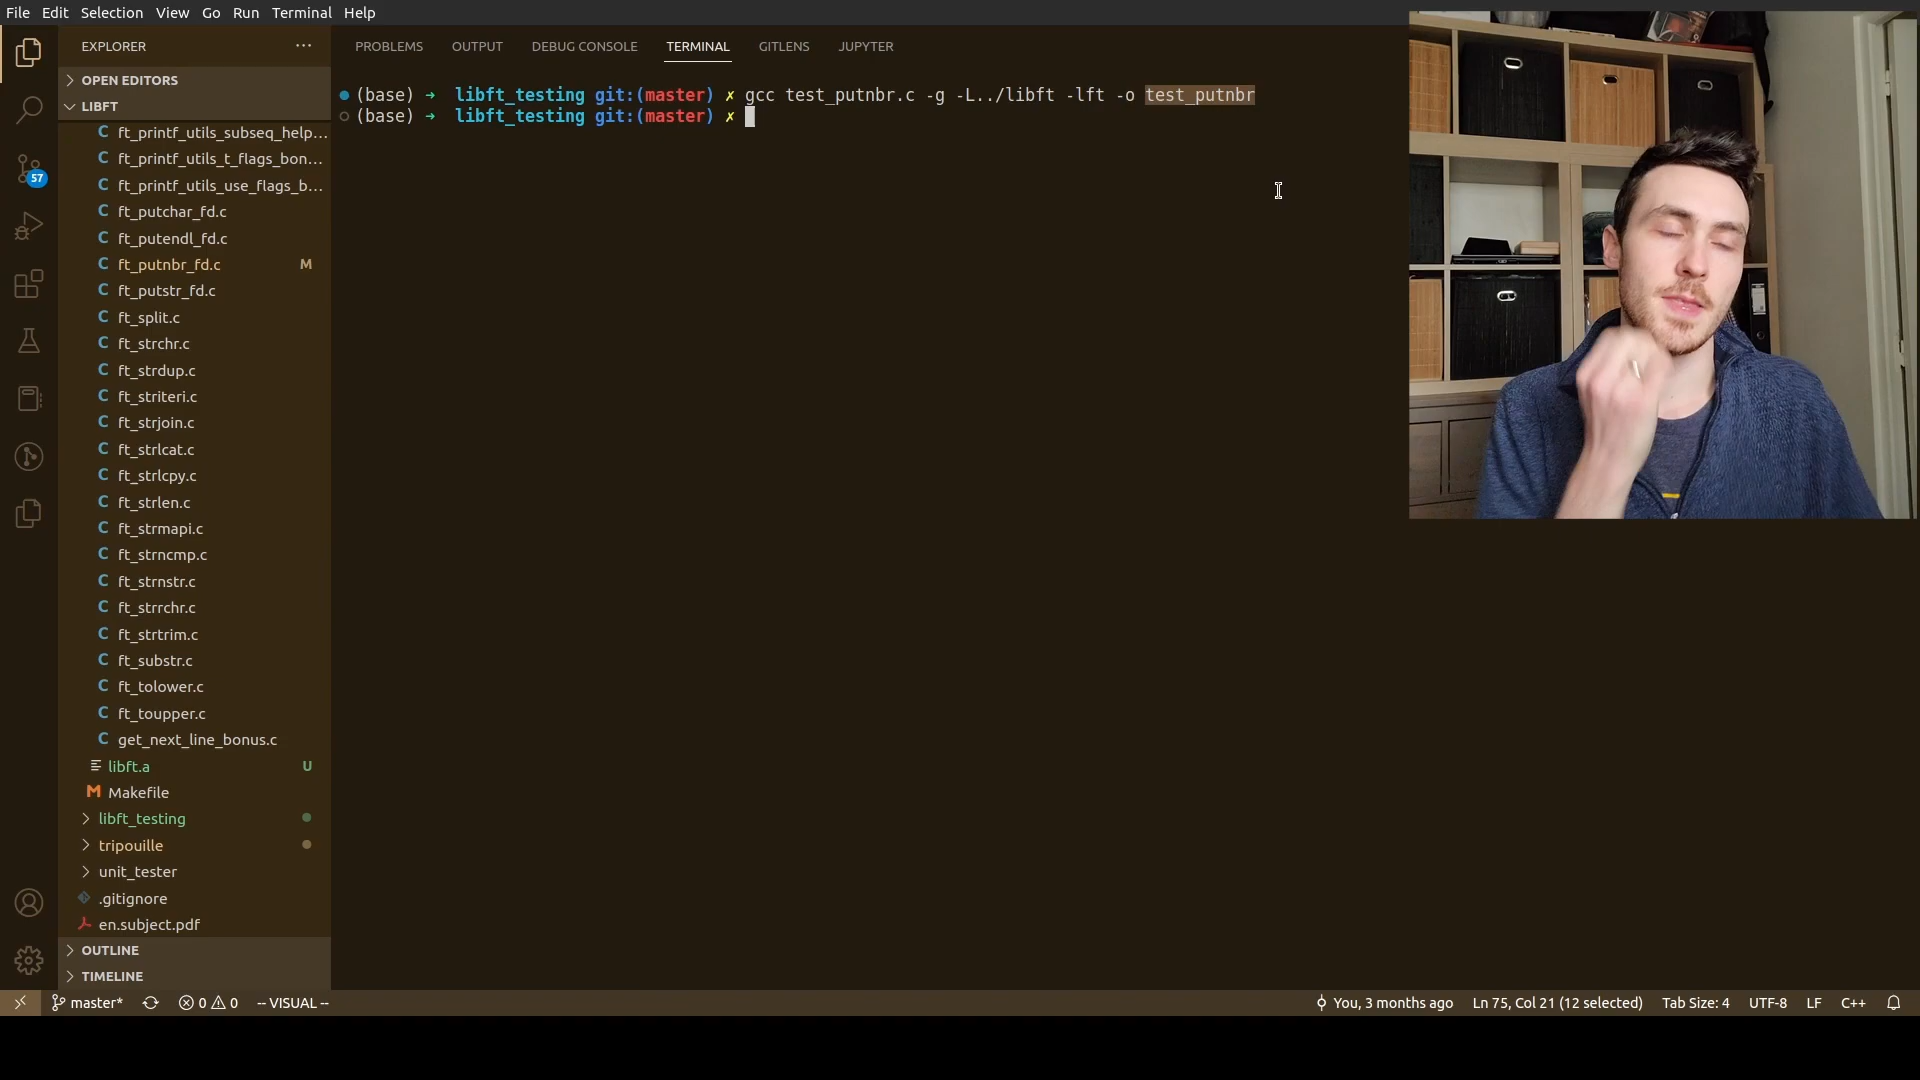 File Edit Selection View Go Run Terminal Help
EXPLORER
OPEN EDITORS
LIBFT
ft_printf_utils_subseq_help...
ft_printf_utils_t_flags_bon...
ft_printf_utils_use_flags_b...
ft_putchar_fd.c
ft_putendl_fd.c
ft_putnbr_fd.c M
ft_putstr_fd.c
ft_split.c
ft_strchr.c
ft_strdup.c
ft_striteri.c
ft_strjoin.c
ft_strlcat.c
ft_strlcpy.c
ft_strlen.c
ft_strmapi.c
ft_strncmp.c
ft_strnstr.c
ft_strrchr.c
ft_strtrim.c
ft_substr.c
ft_tolower.c
ft_toupper.c
get_next_line_bonus.c
libft.a U
Makefile
libft_testing
tripouille
unit_tester
.gitignore
en.subject.pdf
OUTLINE
TIMELINE
57
PROBLEMS OUTPUT DEBUG CONSOLE TERMINAL GITLENS JUPYTER
(base) → libft_testing git:(master) ✗ gcc test_putnbr.c -g -L../libft -lft -o test_putnbr
(base) → libft_testing git:(master) ✗
master* 0 0 -- VISUAL -- You, 3 months ago Ln 75, Col 21 (12 selected) Tab Size: 4 UTF-8 LF C++